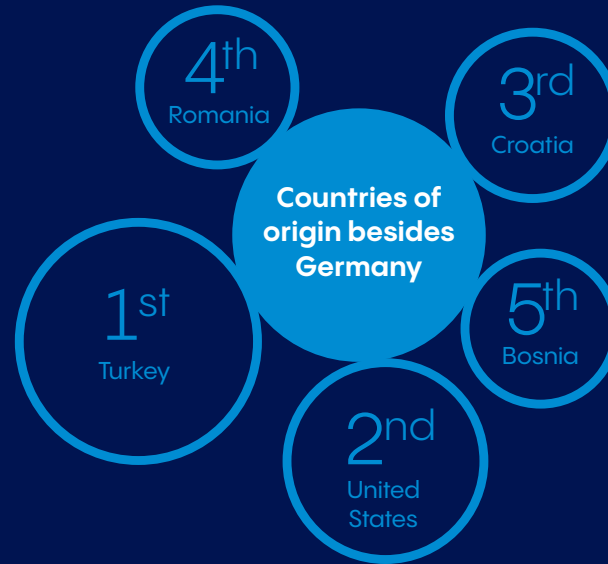 4th
Romania
3rd
Croatia
Countries of
origin besides
Germany
1st
Turkey
5th
Bosnia
2nd
United
States